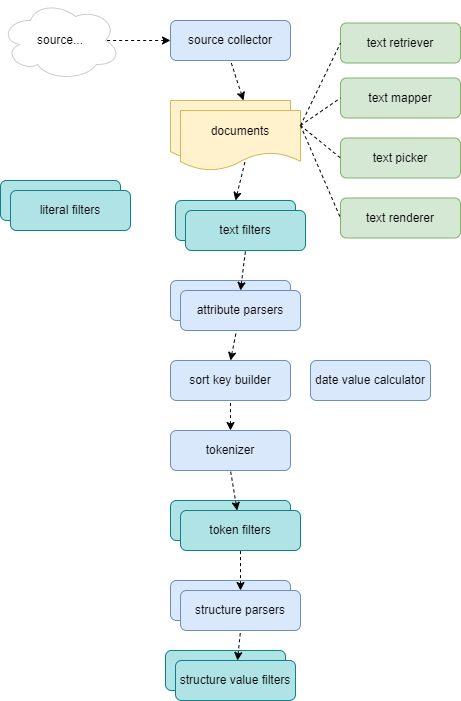 source...
source collector
text retriever
text mapper
documents
text picker
literal filters
text renderer
text filters
attribute parsers
sort key builder
date value calculator
tokenizer
token filters
structure parsers
structure value filters